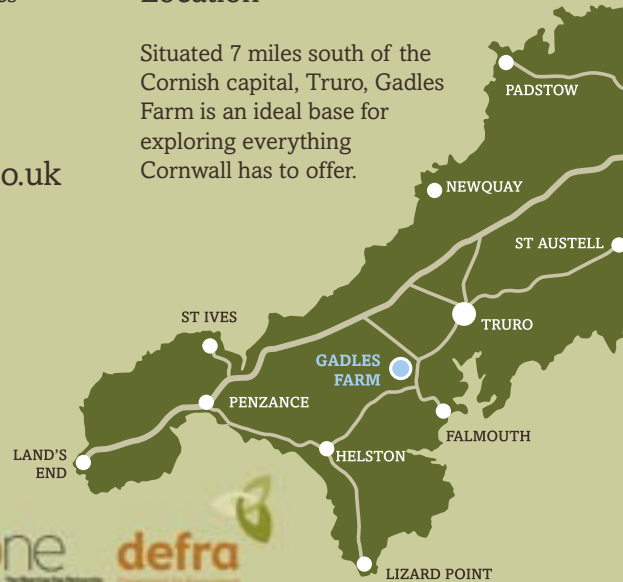 Situated 7 miles south of the
Cornish capital, Truro, Gadles
Farm is an ideal base for
exploring everything
Cornwall has to offer.
o.uk
PADSTOW
NEWQUAY
ST AUSTELL
ST IVES
TRURO
GADLES
FARM
PENZANCE
FALMOUTH
LAND'S
END
HELSTON
LIZARD POINT
ne
defra